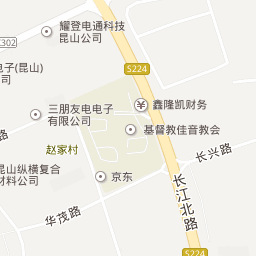 耀登电通科技
昆山公司
X302
S224
电子(昆山)
三朋友电电子
有限公司
鑫隆凯财务
基督教佳音教会
赵家村
长兴路
昆山纵横复合
材料公司
京东
长江北路
华茂路
S224